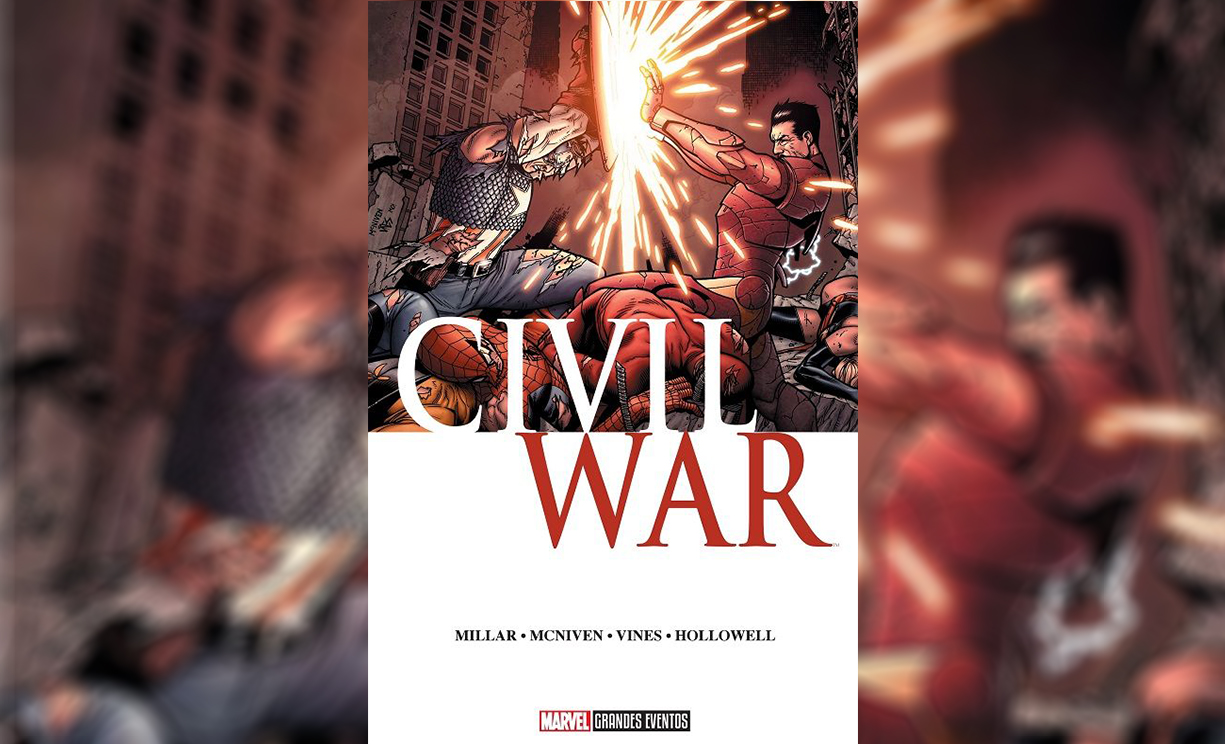 CIVIL
WAR
MILLAR • MCNIVEN • VINES • HOLLOWELL
MARVEL GRANDES EVENTOS